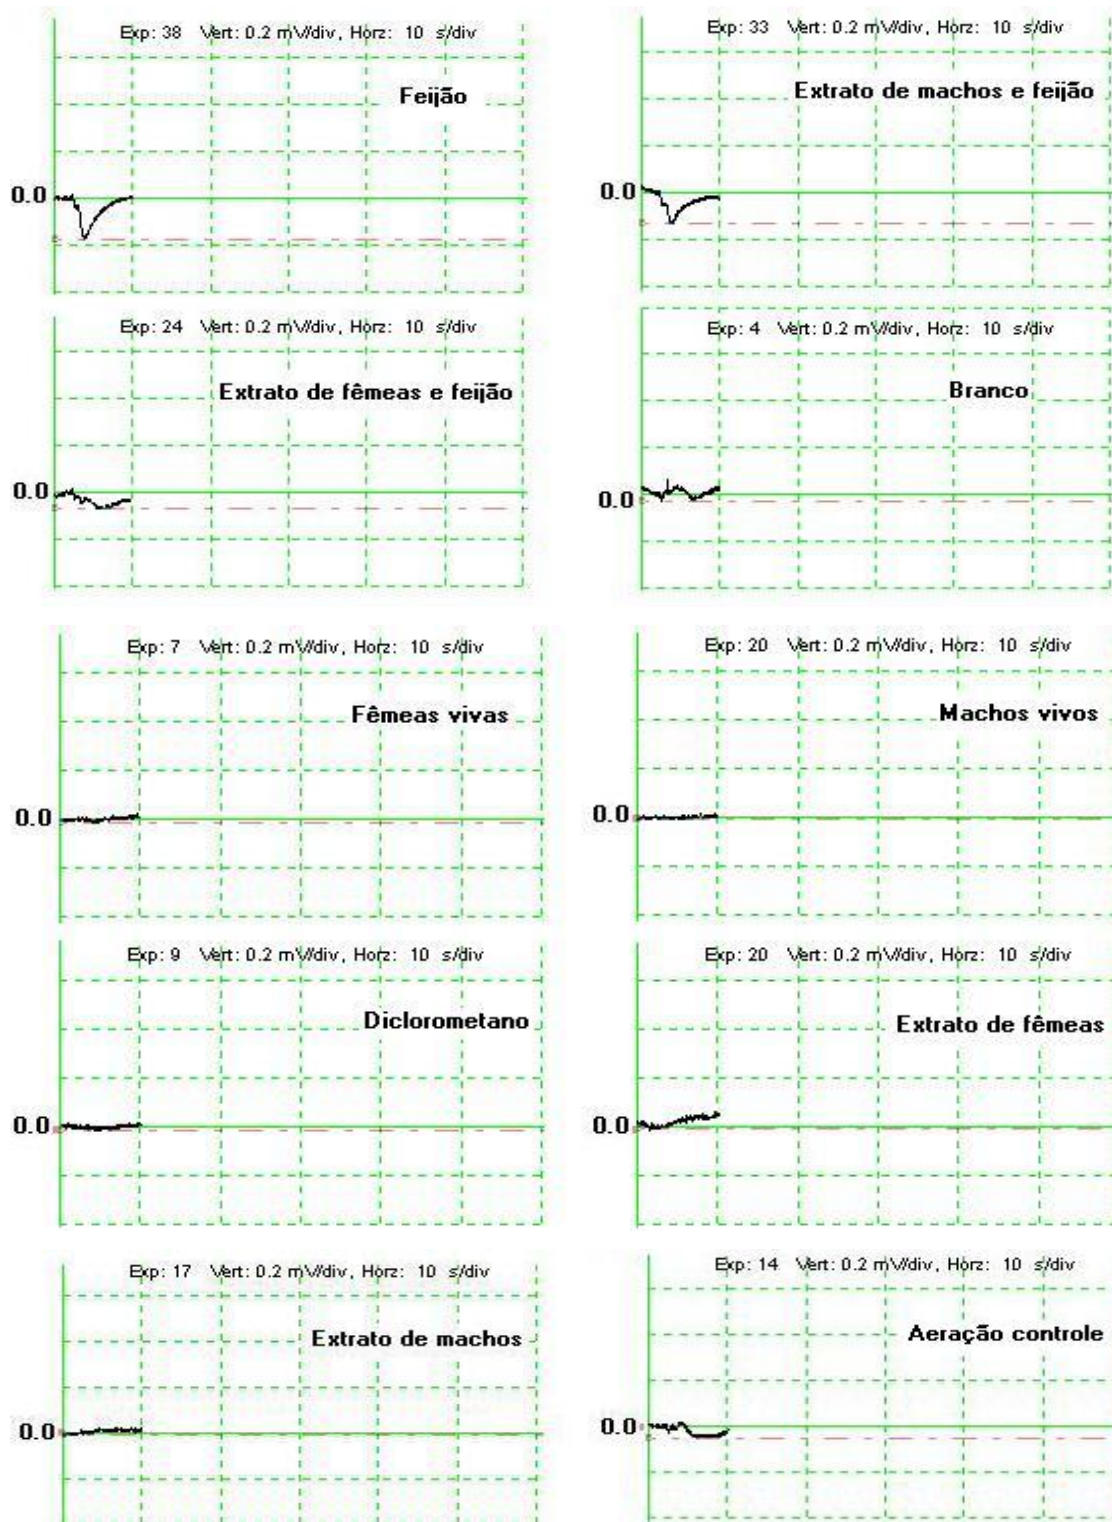 Exp: 38 Vert: 0.2 mV/div, Horz: 10 s/div
Feijão
0.0
Exp: 33 Vert: 0.2 mV/div, Horz: 10 s/div
Extrato de machos e feijão
0.0
Exp: 24 Vert: 0.2 mV/div, Horz: 10 s/div
Extrato de fêmeas e feijão
0.0
Exp: 4 Vert: 0.2 mV/div, Horz: 10 s/div
Branco
0.0
Exp: 7 Vert: 0.2 mV/div, Horz: 10 s/div
Fêmeas vivas
0.0
Exp: 20 Vert: 0.2 mV/div, Horz: 10 s/div
Machos vivos
0.0
Exp: 9 Vert: 0.2 mV/div, Horz: 10 s/div
Diclorometano
0.0
Exp: 20 Vert: 0.2 mV/div, Horz: 10 s/div
Extrato de fêmeas
0.0
Exp: 17 Vert: 0.2 mV/div, Horz: 10 s/div
Extrato de machos
0.0
Exp: 14 Vert: 0.2 mV/div, Horz: 10 s/div
Aeração controle
0.0